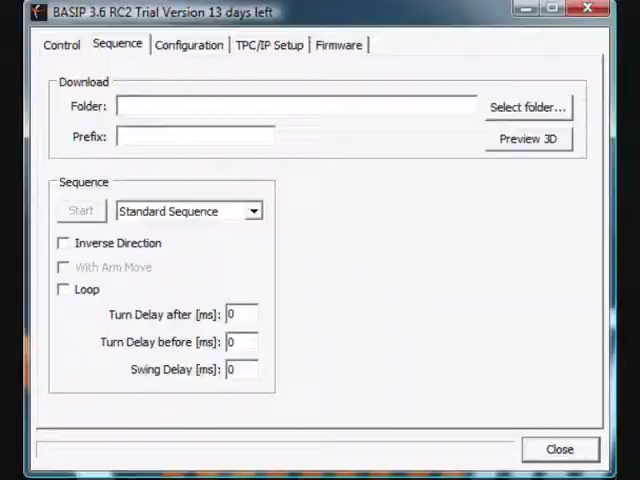 BASIP 3.6 RC2 Trial Version 13 days left
Control Sequence Configuration TPC/IP Setup Firmware
Download
Folder: Select folder...
Prefix: Preview 3D
Sequence
Start Standard Sequence
Inverse Direction
With Arm Move
Loop
Turn Delay after [ms]: 0
Turn Delay before [ms]: 0
Swing Delay [ms]: 0
Close